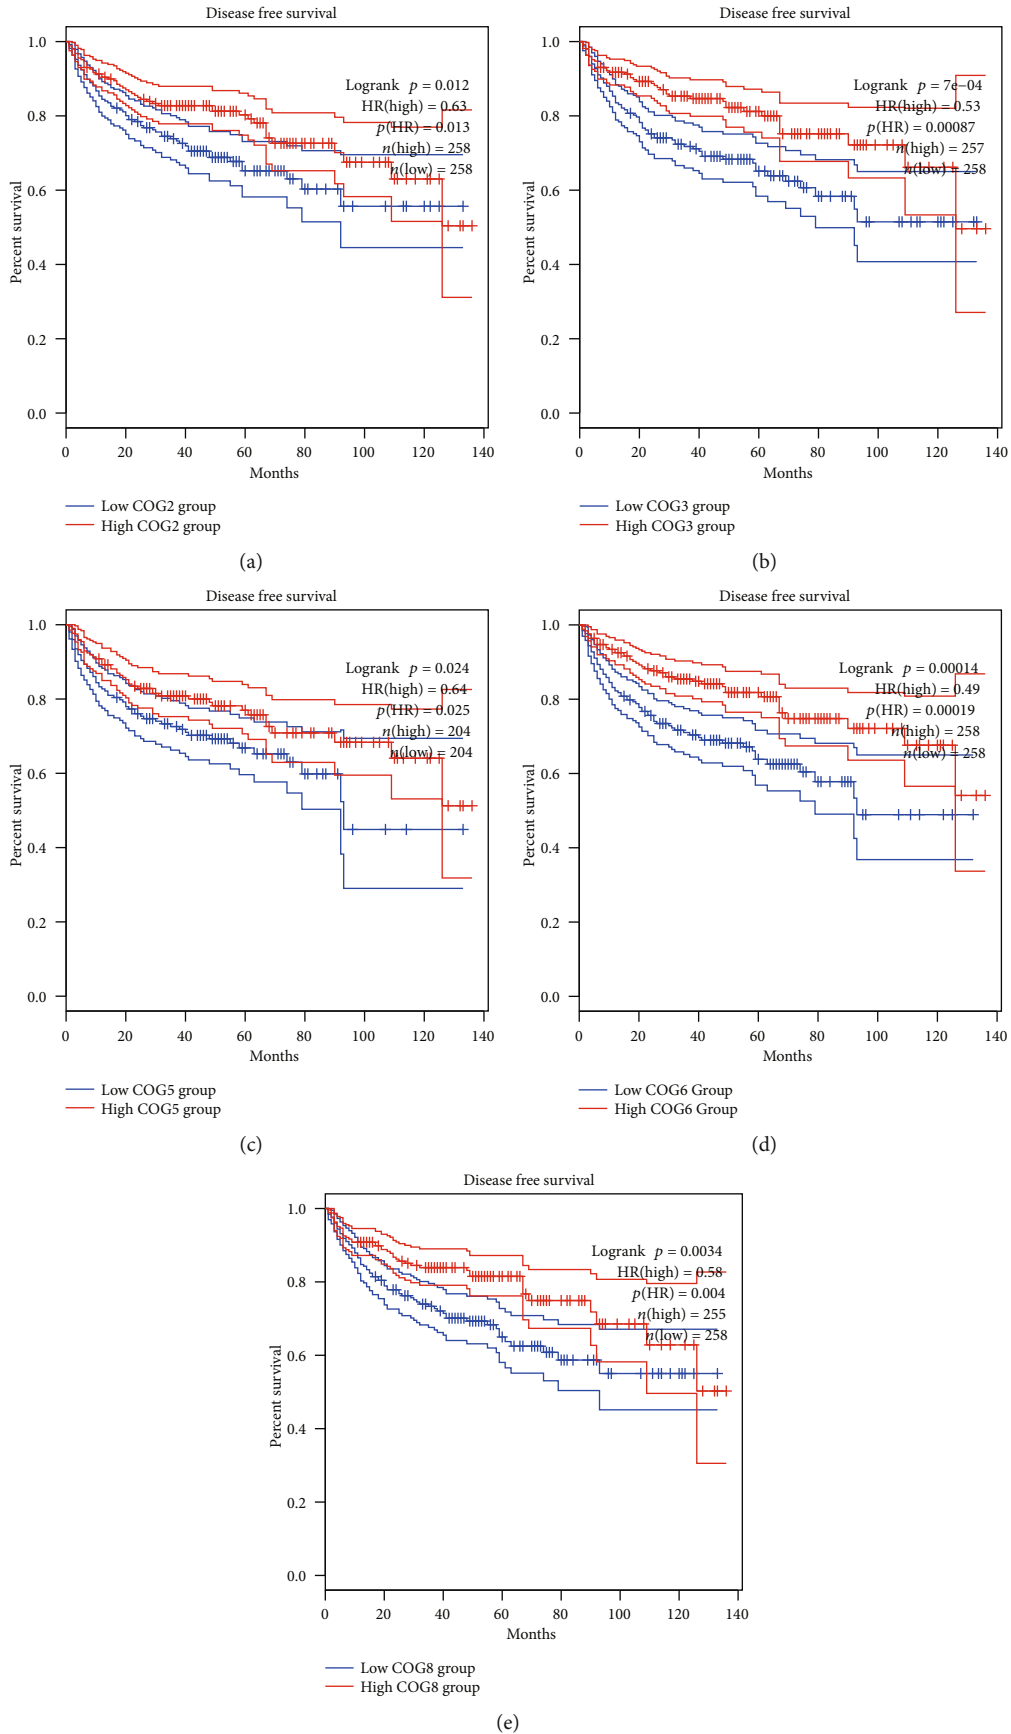 Disease free survival
Percent survival
1.0
0.8
0.6
0.4
0.2
0.0
Logrank p = 0.012
HR(high) = 0.63
p(HR) = 0.013
n(high) = 258
n(low) = 258
0 20 40 60 80 100 120 140
Months
Low COG2 group
High COG2 group
(a)
Disease free survival
Percent survival
1.0
0.8
0.6
0.4
0.2
0.0
Logrank p = 7e−04
HR(high) = 0.53
p(HR) = 0.00087
n(high) = 257
n(low) = 258
0 20 40 60 80 100 120 140
Months
Low COG3 group
High COG3 group
(b)
Disease free survival
Percent survival
1.0
0.8
0.6
0.4
0.2
0.0
Logrank p = 0.024
HR(high) = 0.64
p(HR) = 0.025
n(high) = 204
n(low) = 204
0 20 40 60 80 100 120 140
Months
Low COG5 group
High COG5 group
(c)
Disease free survival
Percent survival
1.0
0.8
0.6
0.4
0.2
0.0
Logrank p = 0.00014
HR(high) = 0.49
p(HR) = 0.00019
n(high) = 258
n(low) = 258
0 20 40 60 80 100 120 140
Months
Low COG6 Group
High COG6 Group
(d)
Disease free survival
Percent survival
1.0
0.8
0.6
0.4
0.2
0.0
Logrank p = 0.0034
HR(high) = 0.58
p(HR) = 0.004
n(high) = 255
n(low) = 258
0 20 40 60 80 100 120 140
Months
Low COG8 group
High COG8 group
(e)